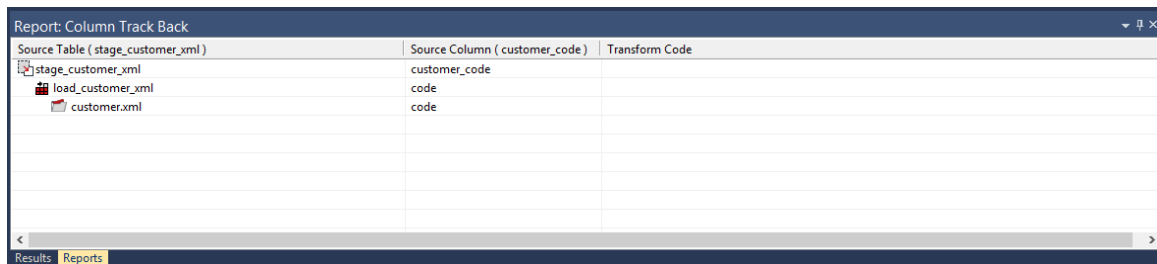 Report: Column Track Back
Source Table ( stage_customer_xml ) Source Column ( customer_code ) Transform Code
stage_customer_xml customer_code
load_customer_xml code
customer.xml code
Results Reports